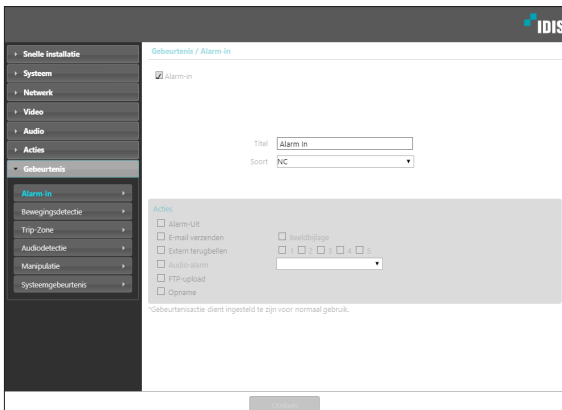 IDIS
Snelle installatie
Systeem
Netwerk
Video
Audio
Acties
Gebeurtenis
Alarm-in
Bewegingsdetectie
Trip-Zone
Audiodetectie
Manipulatie
Systeemgebeurtenis
Gebeurtenis / Alarm-in
Alarm-in
Titel Alarm In
Soort NC
Acties
Alarm-Uit
E-mail verzenden Beeldbijlage
Extern terugbellen 1 2 3 4 5
Audio-alarm
FTP-upload
Opname
*Gebeurtenisactie dient ingesteld te zijn voor normaal gebruik.